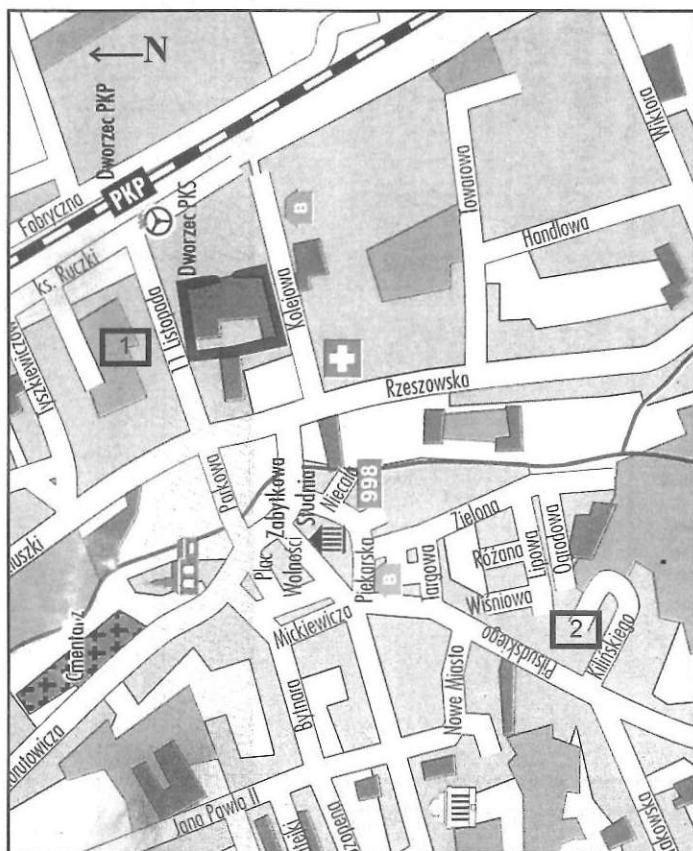 N
Dworzec PKP
Fabryczna
PKP
Dworzec PKS
ks. Ruczki
1
11 Listopada
Kolejowa
B
Towarowa
Wiktora
Handlowa
Rzeszowska
Parkowa
Zabytkowa
Studnia
Niecała
998
Plac
Wolności
Cmentarz
Mickiewicza
Piekarska
B
Targowa
Zielona
Różana
Wiśniowa
Lipowa
Ogrodowa
2
Kilińskiego
Piłsudskiego
Nowe Miasto
Bytnara
Jana Pawła II